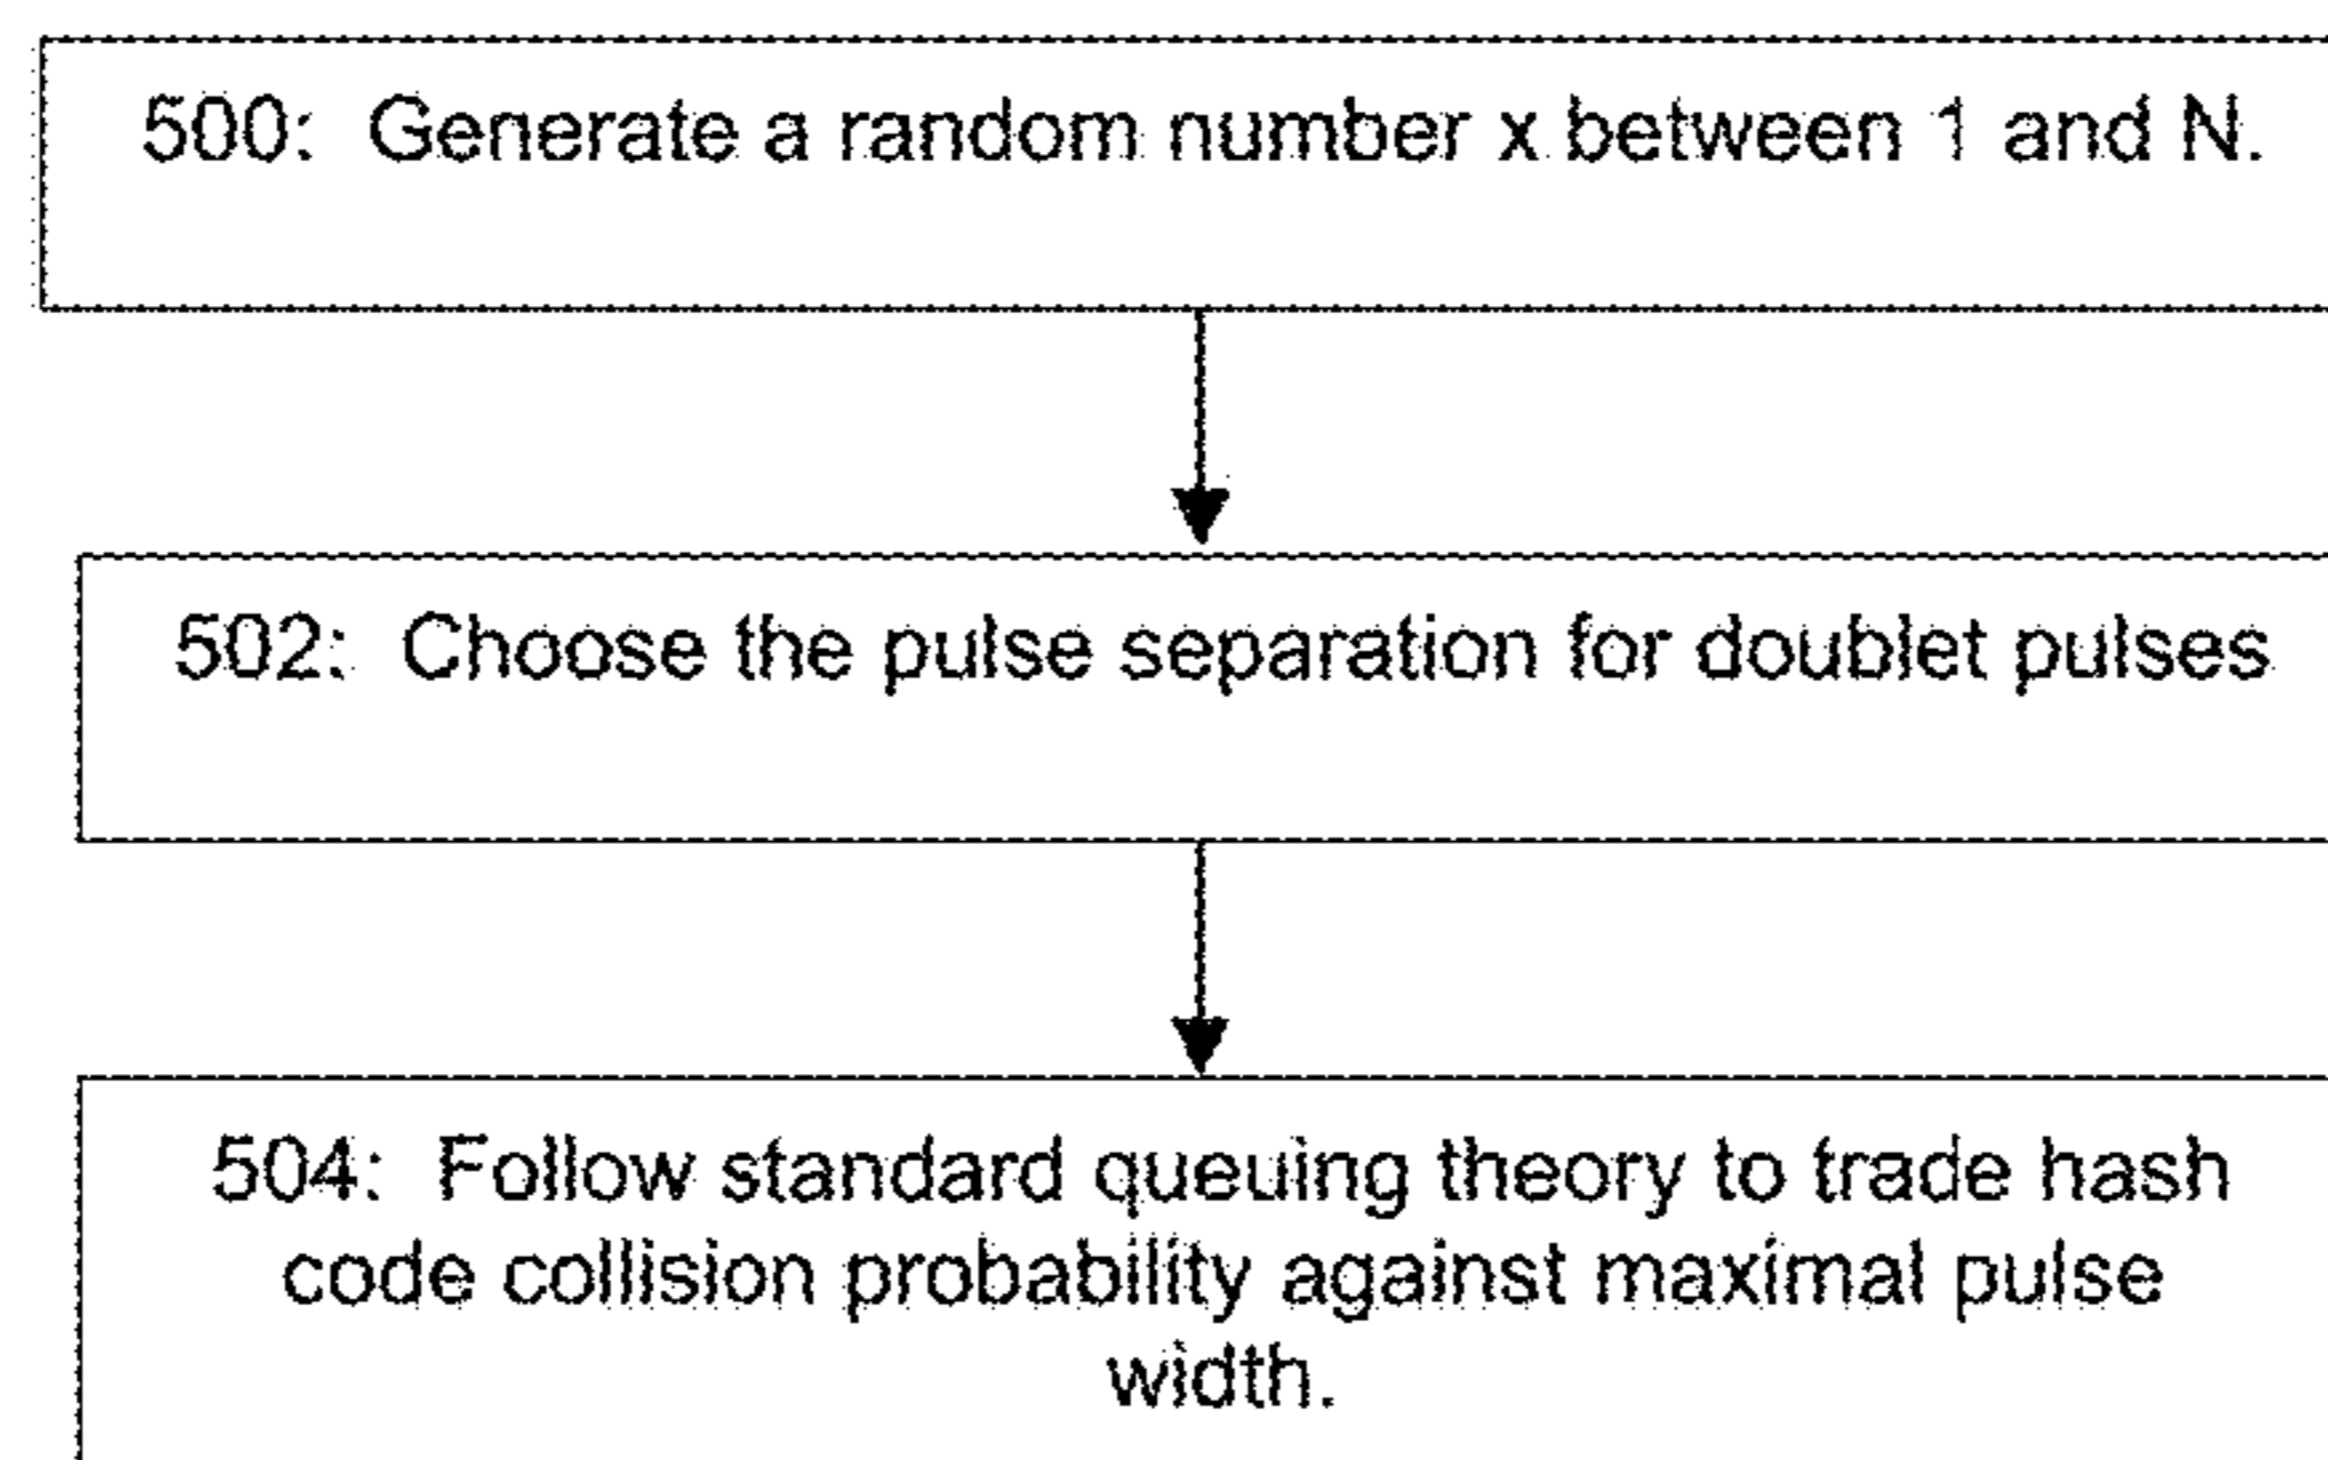 500: Generate a random number x between 1 and N.
502: Choose the pulse separation for doublet pulses
504: Follow standard queuing theory to trade hash
code collision probability against maximal pulse
width.